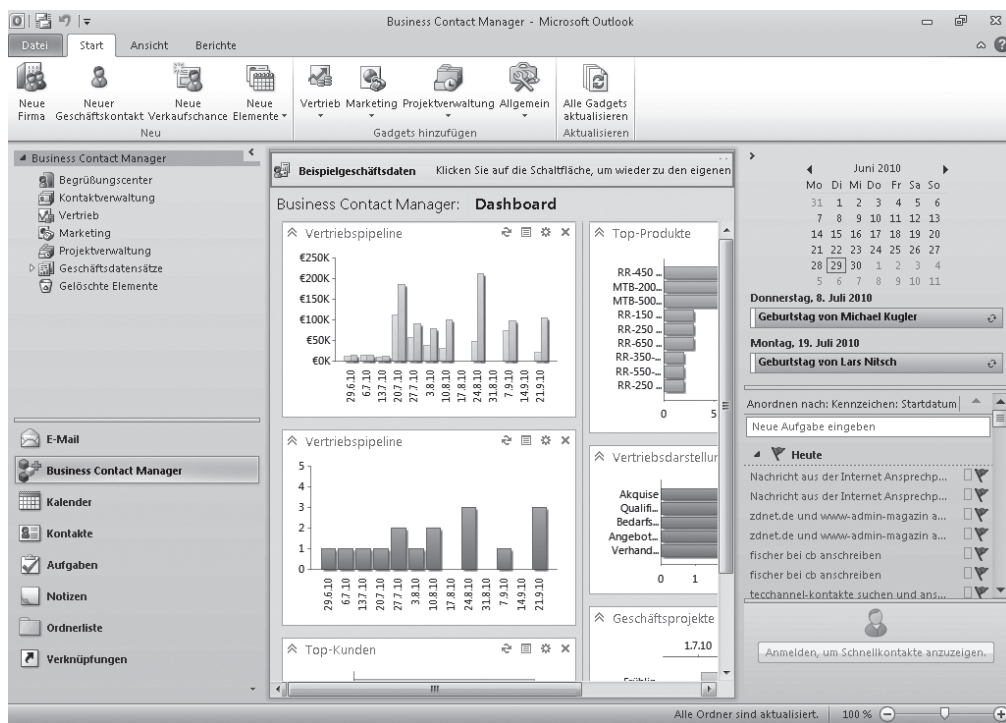 Business Contact Manager - Microsoft Outlook
Datei Start Ansicht Berichte
Neue Firma
Neuer Geschäftskontakt
Neue Verkaufschance
Neue Elemente
Neu
Vertrieb Marketing Projektverwaltung Allgemein
Gadgets hinzufügen
Alle Gadgets aktualisieren
Aktualisieren
Business Contact Manager
Begrüßungscenter
Kontaktverwaltung
Vertrieb
Marketing
Projektverwaltung
Geschäftsdatensätze
Gelöschte Elemente
E-Mail
Business Contact Manager
Kalender
Kontakte
Aufgaben
Notizen
Ordnerliste
Verknüpfungen
Beispielgeschäftsdaten Klicken Sie auf die Schaltfläche, um wieder zu den eigenen
Business Contact Manager: Dashboard
Vertriebspipeline
€250K
€200K
€150K
€100K
€50K
€0K
29.6.10 6.7.10 13.7.10 20.7.10 27.7.10 3.8.10 10.8.10 17.8.10 24.8.10 31.8.10 7.9.10 14.9.10 21.9.10
Vertriebspipeline
5
4
3
2
1
0
29.6.10 6.7.10 13.7.10 20.7.10 27.7.10 3.8.10 10.8.10 17.8.10 24.8.10 31.8.10 7.9.10 14.9.10 21.9.10
Top-Kunden
Top-Produkte
RR-450 ...
MTB-200...
MTB-500...
RR-150 ...
RR-250 ...
RR-650 ...
RR-350-...
RR-550-...
RR-250 ...
0 5
Vertriebsdarstellur
Akquise
Qualifi...
Bedarfs...
Angebot...
Verhand...
0 1
Geschäftsprojekte
1.7.10
Juni 2010
Mo Di Mi Do Fr Sa So
31 1 2 3 4 5 6
7 8 9 10 11 12 13
14 15 16 17 18 19 20
21 22 23 24 25 26 27
28 29 30 1 2 3 4
5 6 7 8 9 10 11
Donnerstag, 8. Juli 2010
Geburtstag von Michael Kugler
Montag, 19. Juli 2010
Geburtstag von Lars Nitsch
Anordnen nach: Kennzeichen: Startdatum
Neue Aufgabe eingeben
Heute
Nachricht aus der Internet Ansprechp...
Nachricht aus der Internet Ansprechp...
zdnet.de und www-admin-magazin a...
zdnet.de und www-admin-magazin a...
fischer bei cb anschreiben
fischer bei cb anschreiben
tecchannel-kontakte suchen und ans...
Anmelden, um Schnellkontakte anzuzeigen.
Alle Ordner sind aktualisiert. 100 %